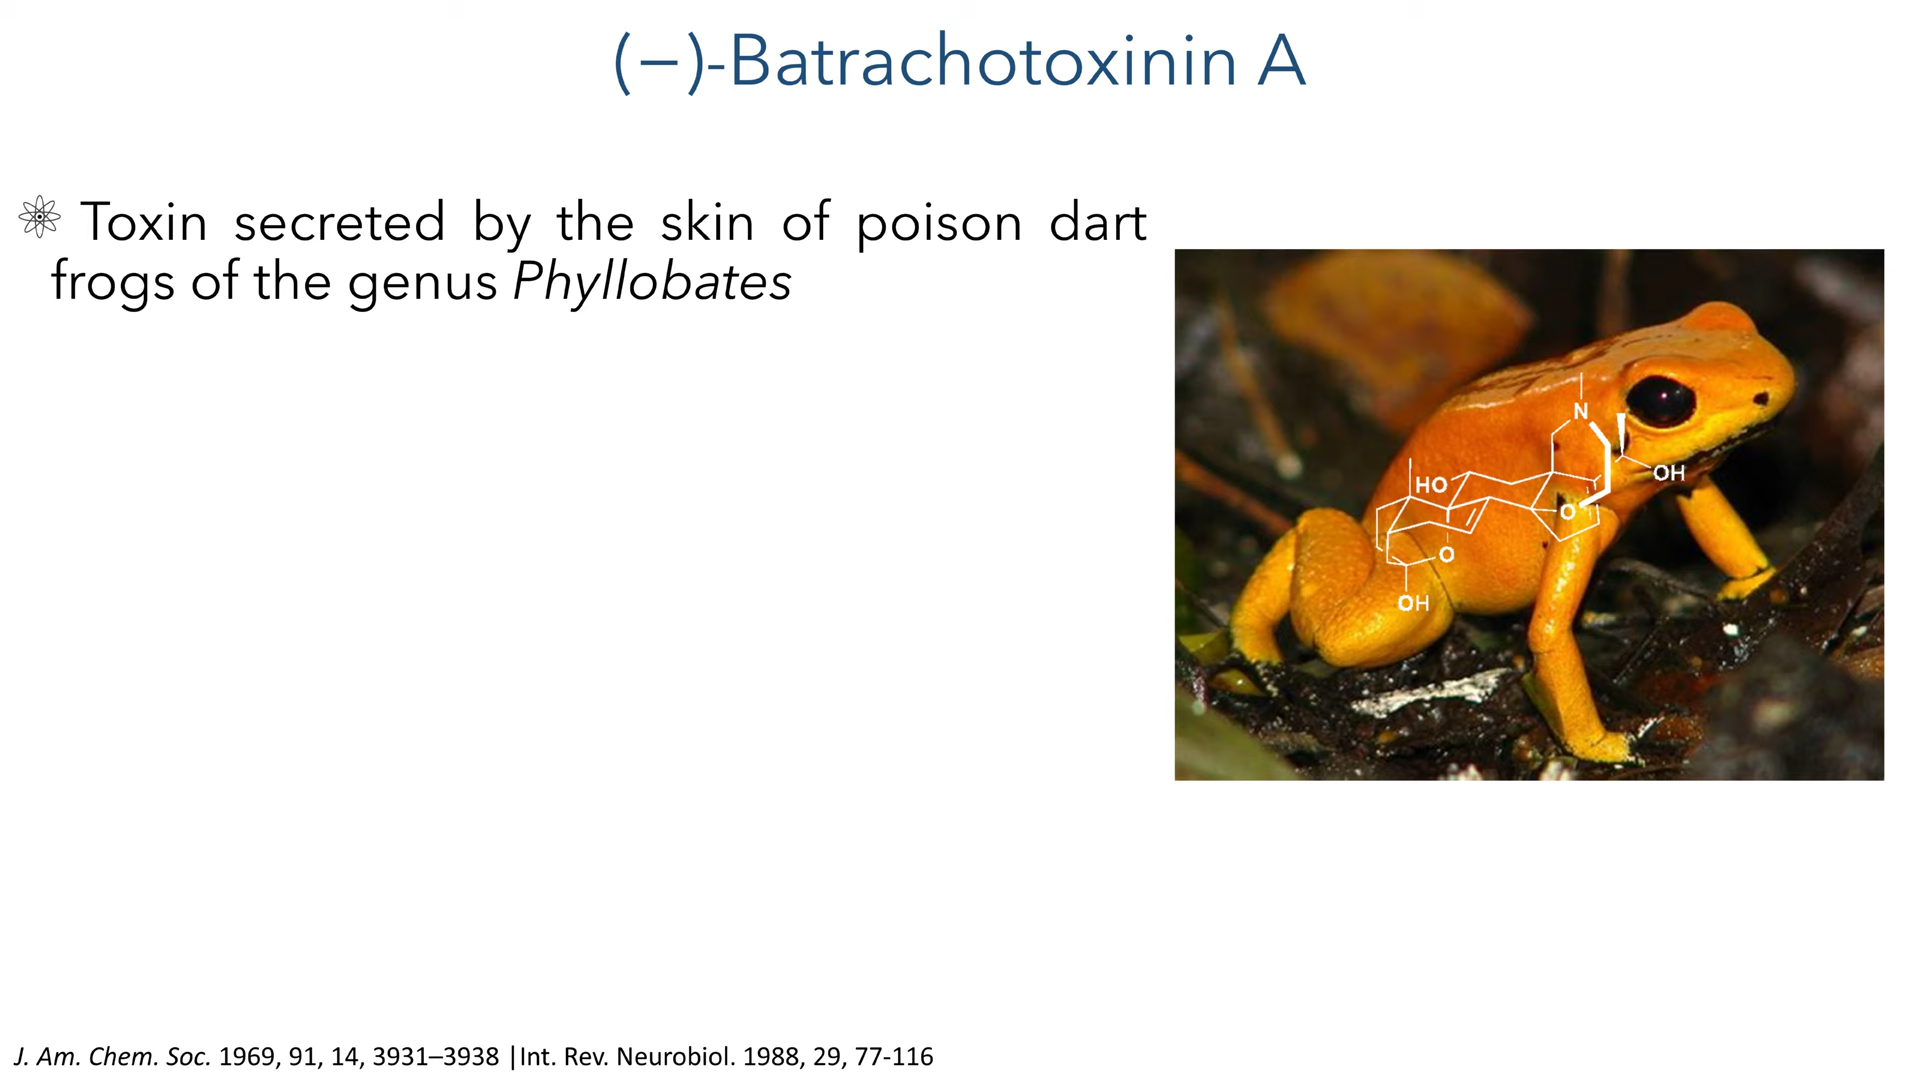 (−)-Batrachotoxinin A
Toxin secreted by the skin of poison dart
frogs of the genus Phyllobates
N
OH
HO
O
O
OH
J. Am. Chem. Soc. 1969, 91, 14, 3931–3938 |Int. Rev. Neurobiol. 1988, 29, 77-116